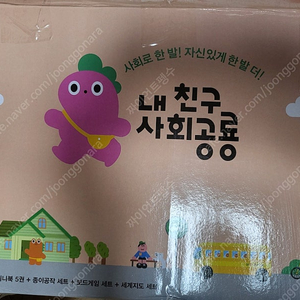 사회로 한 발! 자신있게 한 발 더!
내 친구
사회공룡
미니북 5권 + 종이공작 세트 + 보드게임 세트 + 세계지도 세트